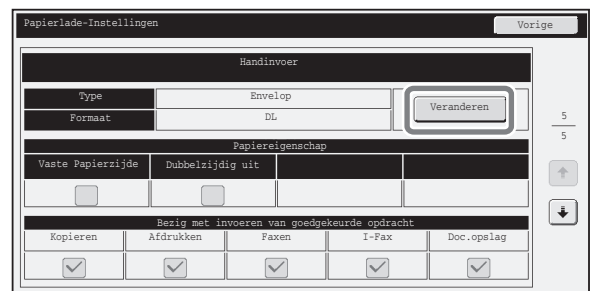 Papierlade-Instellingen Vorige
Handinvoer
Type Envelop
Veranderen
Formaat DL
5
5
Papiereigenschap
Vaste Papierzijde Dubbelzijdig uit
Bezig met invoeren van goedgekeurde opdracht
Kopieren Afdrukken Faxen I-Fax Doc.opslag